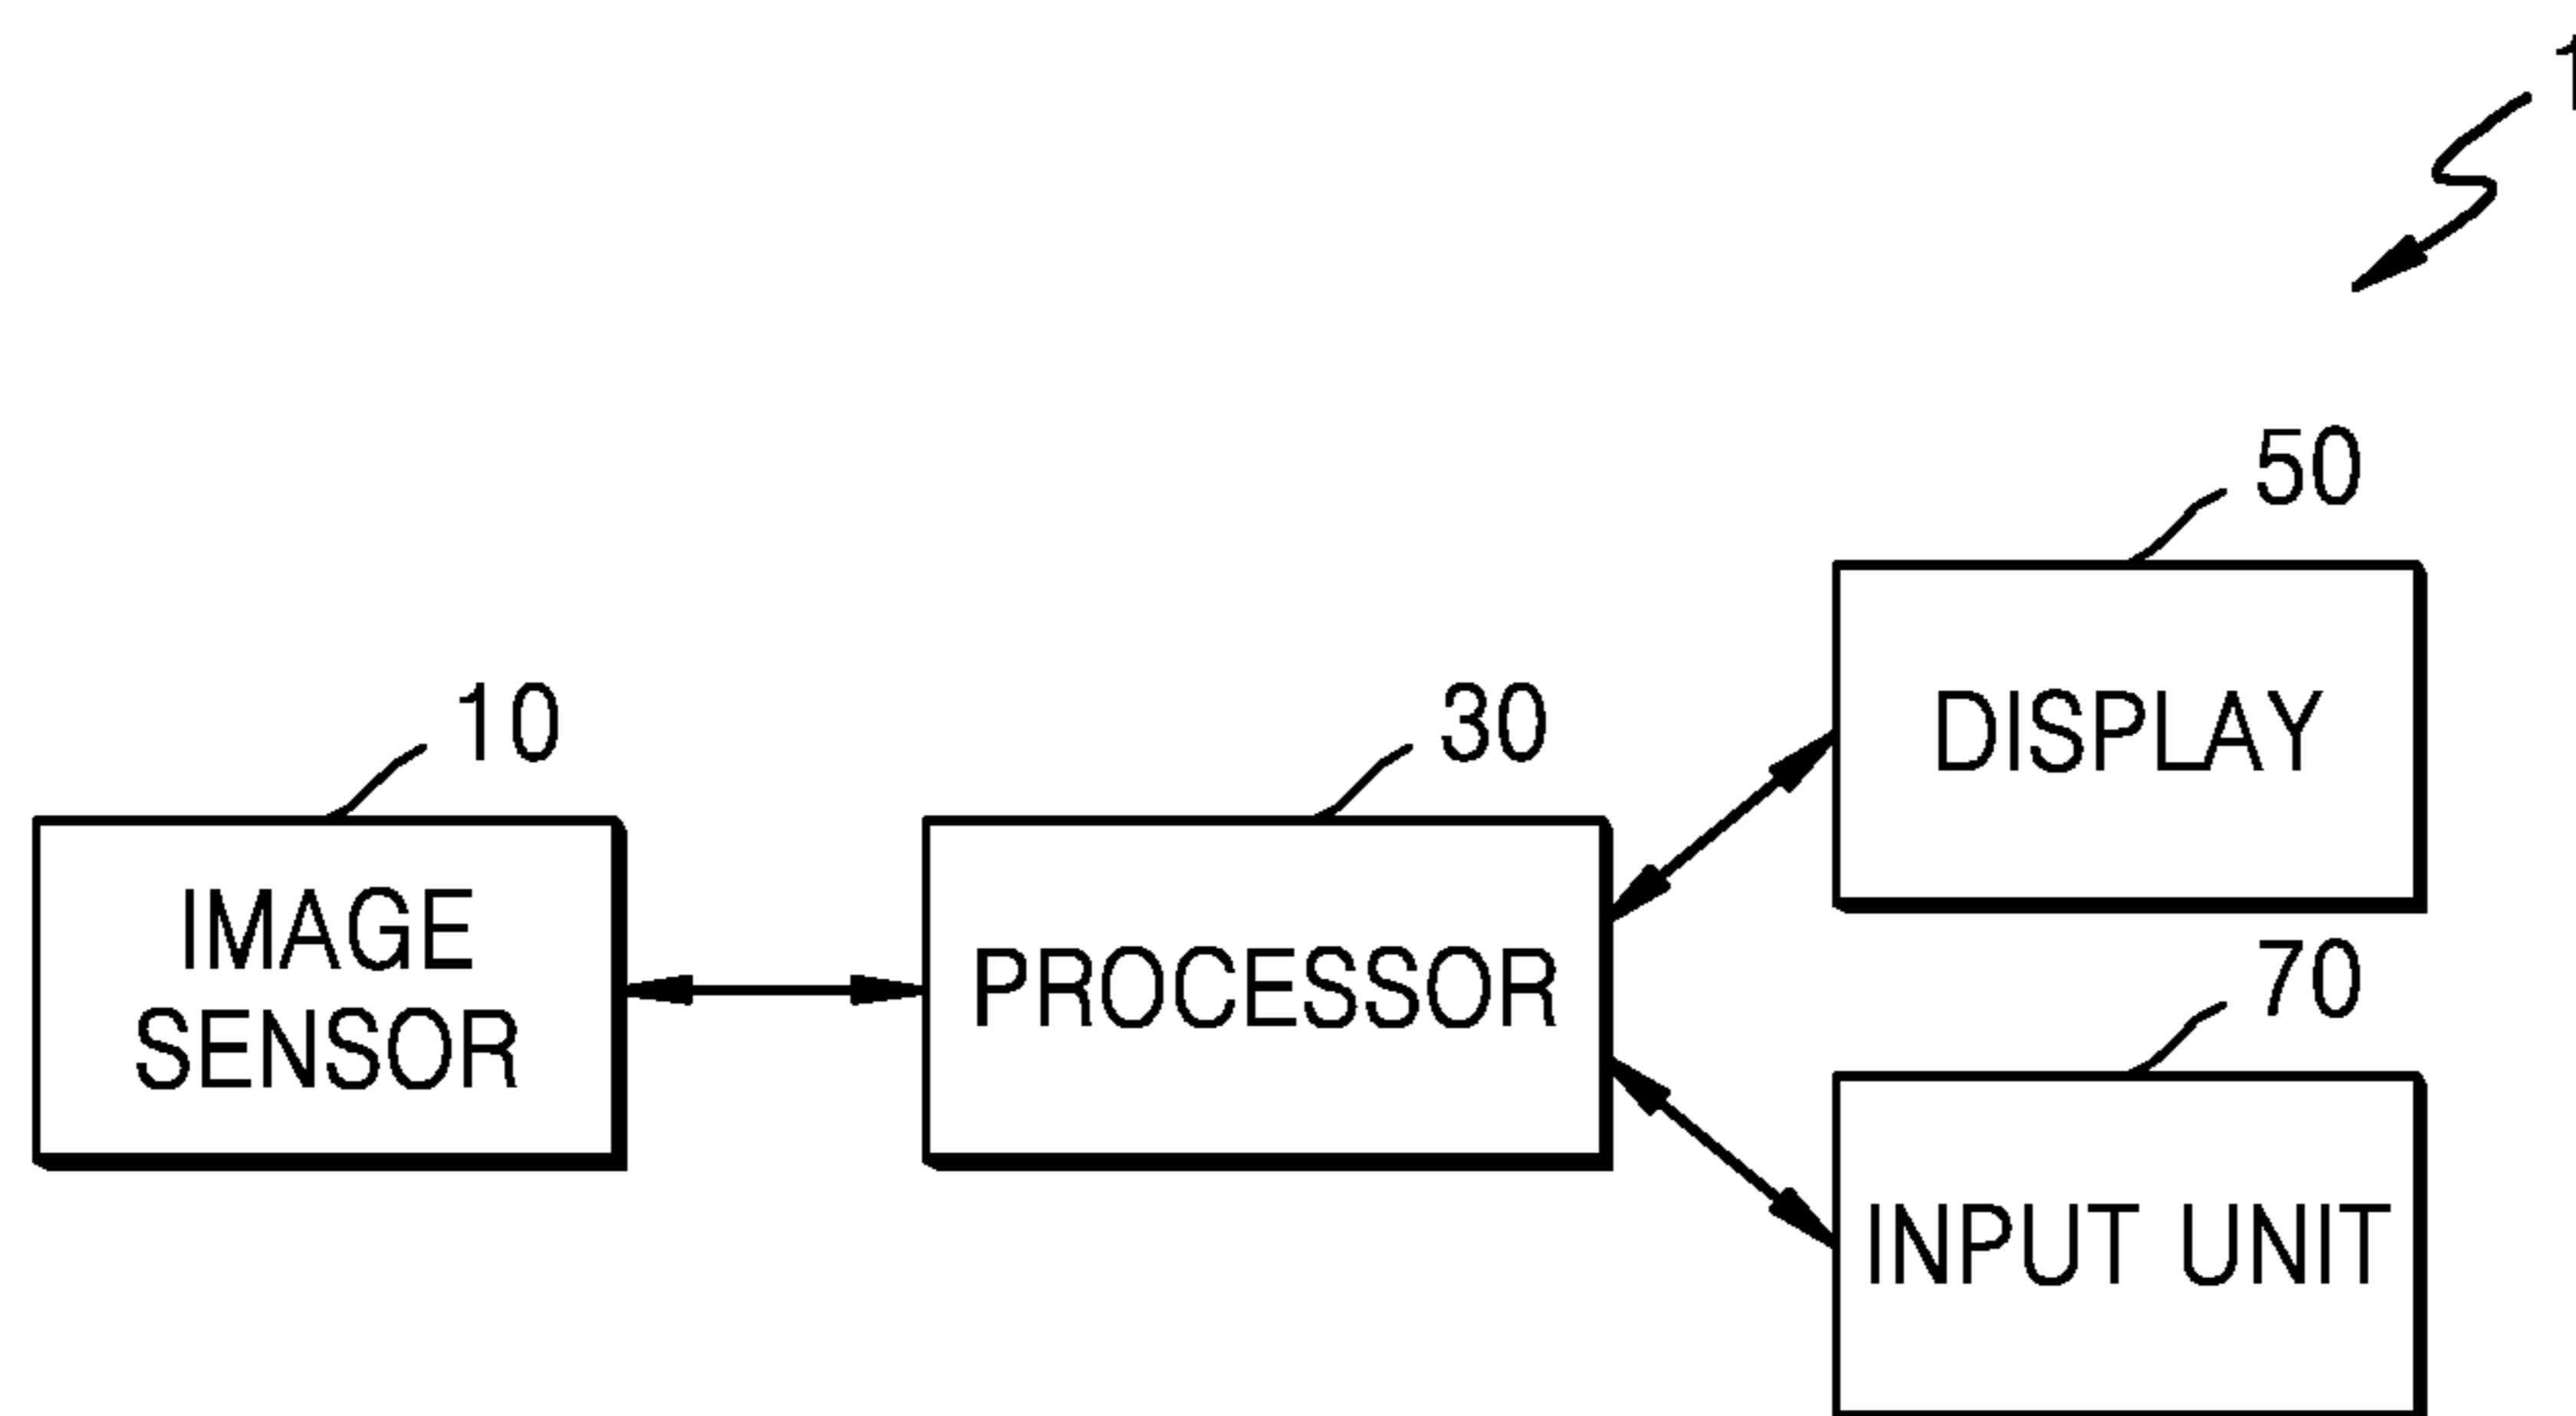 1
50
DISPLAY
10
IMAGE
SENSOR
30
PROCESSOR
70
INPUT UNIT